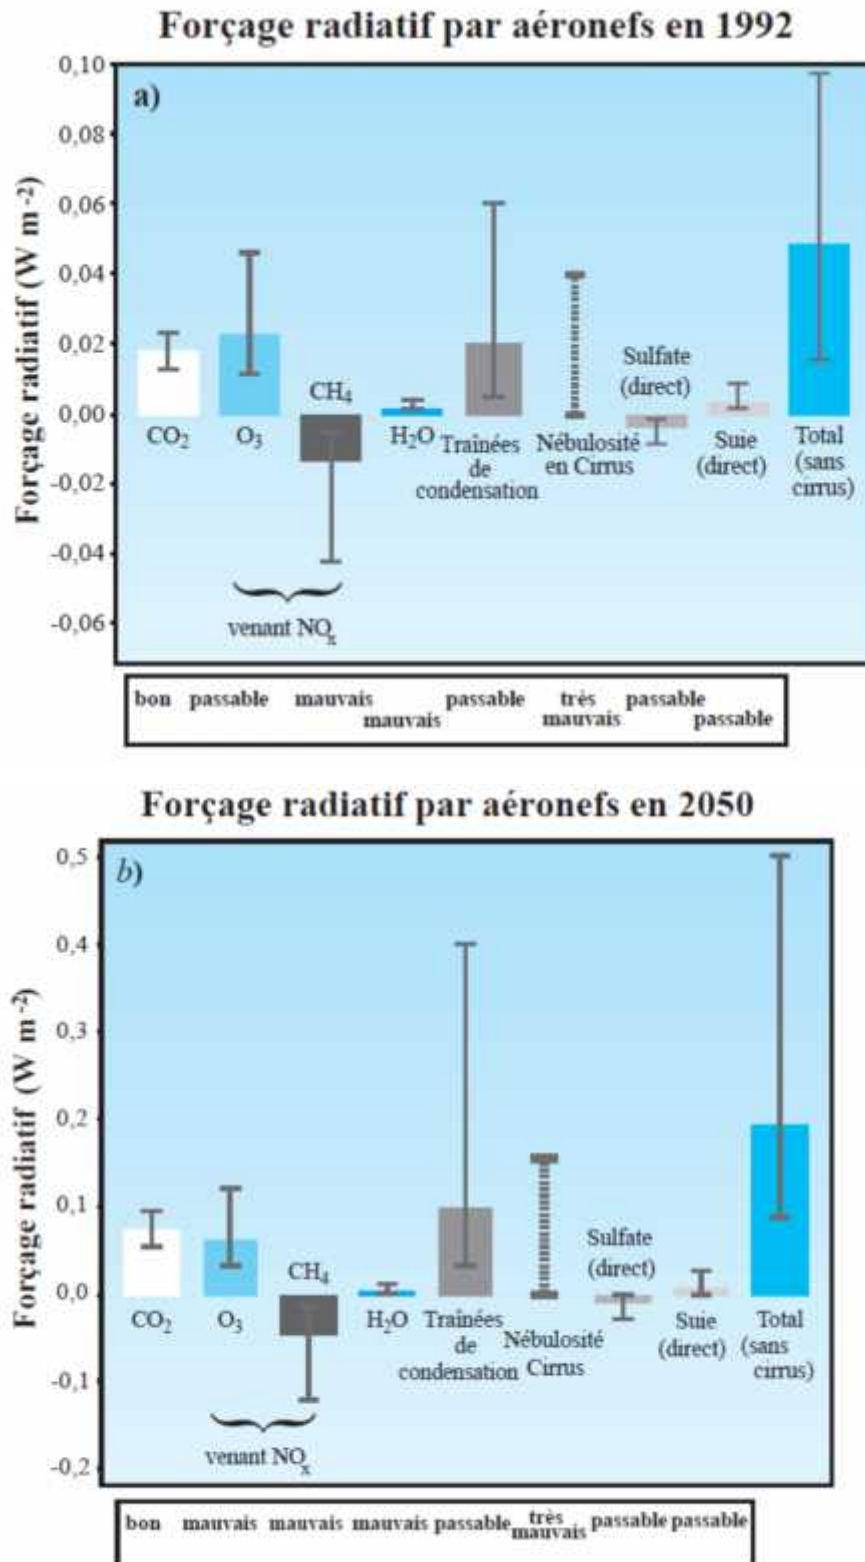 Forçage radiatif par aéronefs en 1992
a)
Forçage radiatif (W m⁻²)
0,10
0,08
0,06
0,04
0,02
0,00
-0,02
-0,04
-0,06
CO₂
O₃
CH₄
H₂O
Traînées
de
condensation
Nébulosité
en Cirrus
Sulfate
(direct)
Suie
(direct)
Total
(sans
cirrus)
venant NOₓ
bon passable mauvais mauvais passable très mauvais passable passable
Forçage radiatif par aéronefs en 2050
b)
Forçage radiatif (W m⁻²)
0,5
0,4
0,3
0,2
0,1
0,0
-0,1
-0,2
CO₂
O₃
CH₄
H₂O
Traînées
de
condensation
Nébulosité
Cirrus
Sulfate
(direct)
Suie
(direct)
Total
(sans
cirrus)
venant NOₓ
bon mauvais mauvais mauvais passable très mauvais passable passable